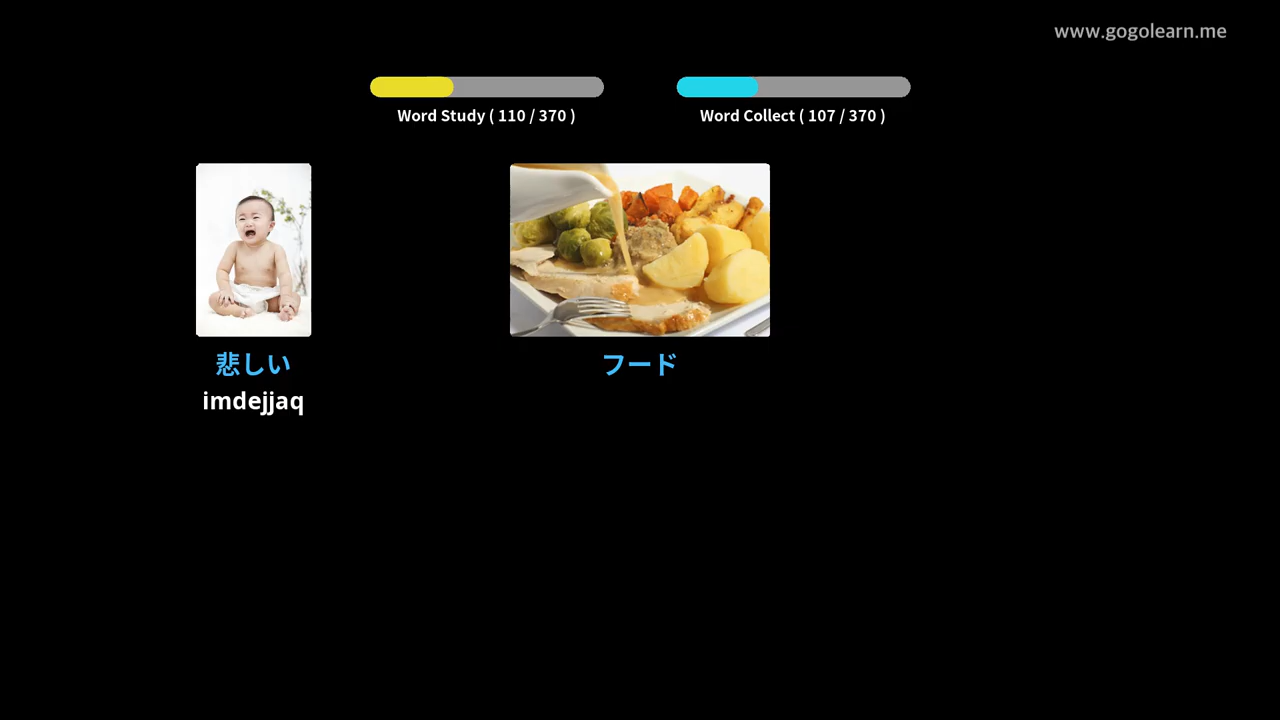 www.gogolearn.me
Word Study ( 110 / 370 )
Word Collect ( 107 / 370 )
悲しい
imdejjaq
フード